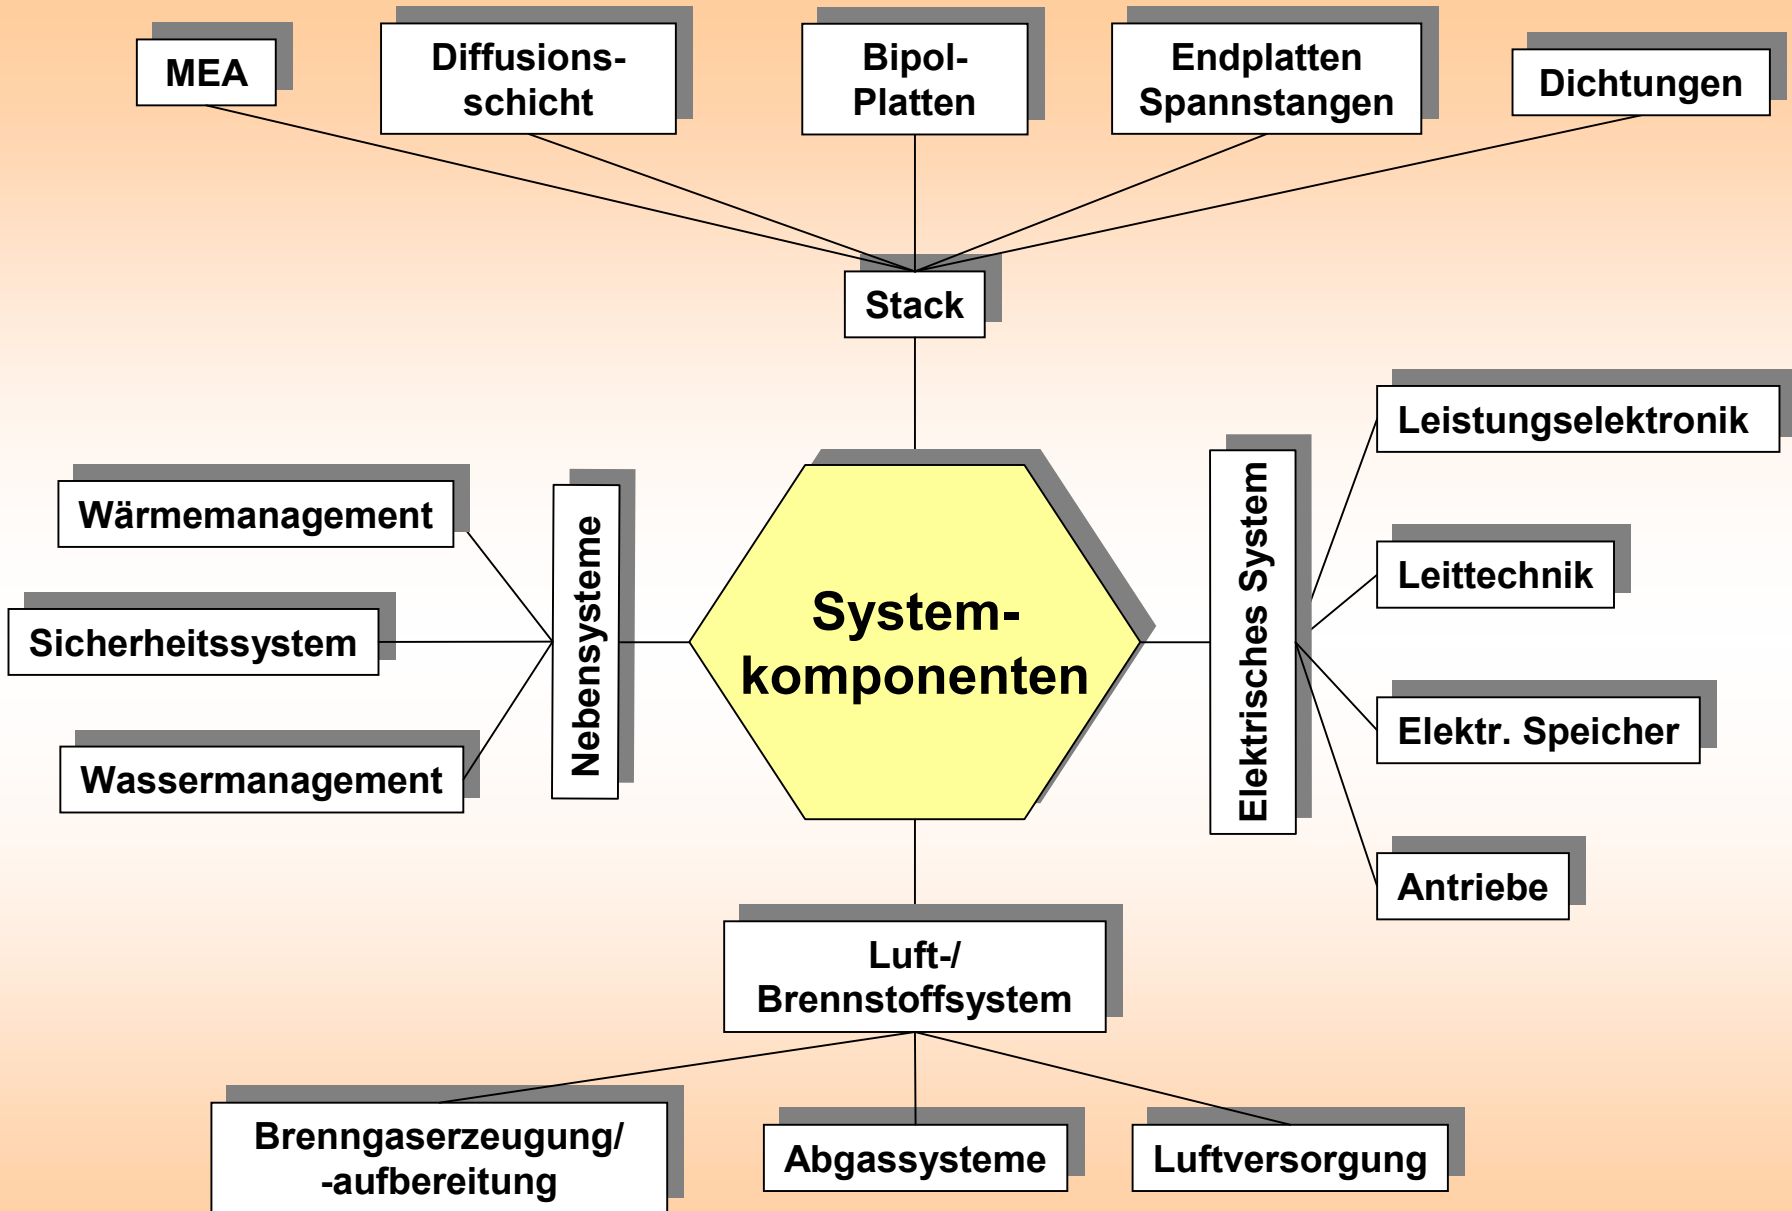 MEA
Diffusions-
schicht
Bipol-
Platten
Endplatten
Spannstangen
Dichtungen
Stack
Leistungselektronik
Wärmemanagement
Nebensysteme
Elektrisches System
Leittechnik
System-
komponenten
Sicherheitssystem
Elektr. Speicher
Wassermanagement
Antriebe
Luft-/
Brennstoffsystem
Brenngaserzeugung/
-aufbereitung
Abgassysteme
Luftversorgung